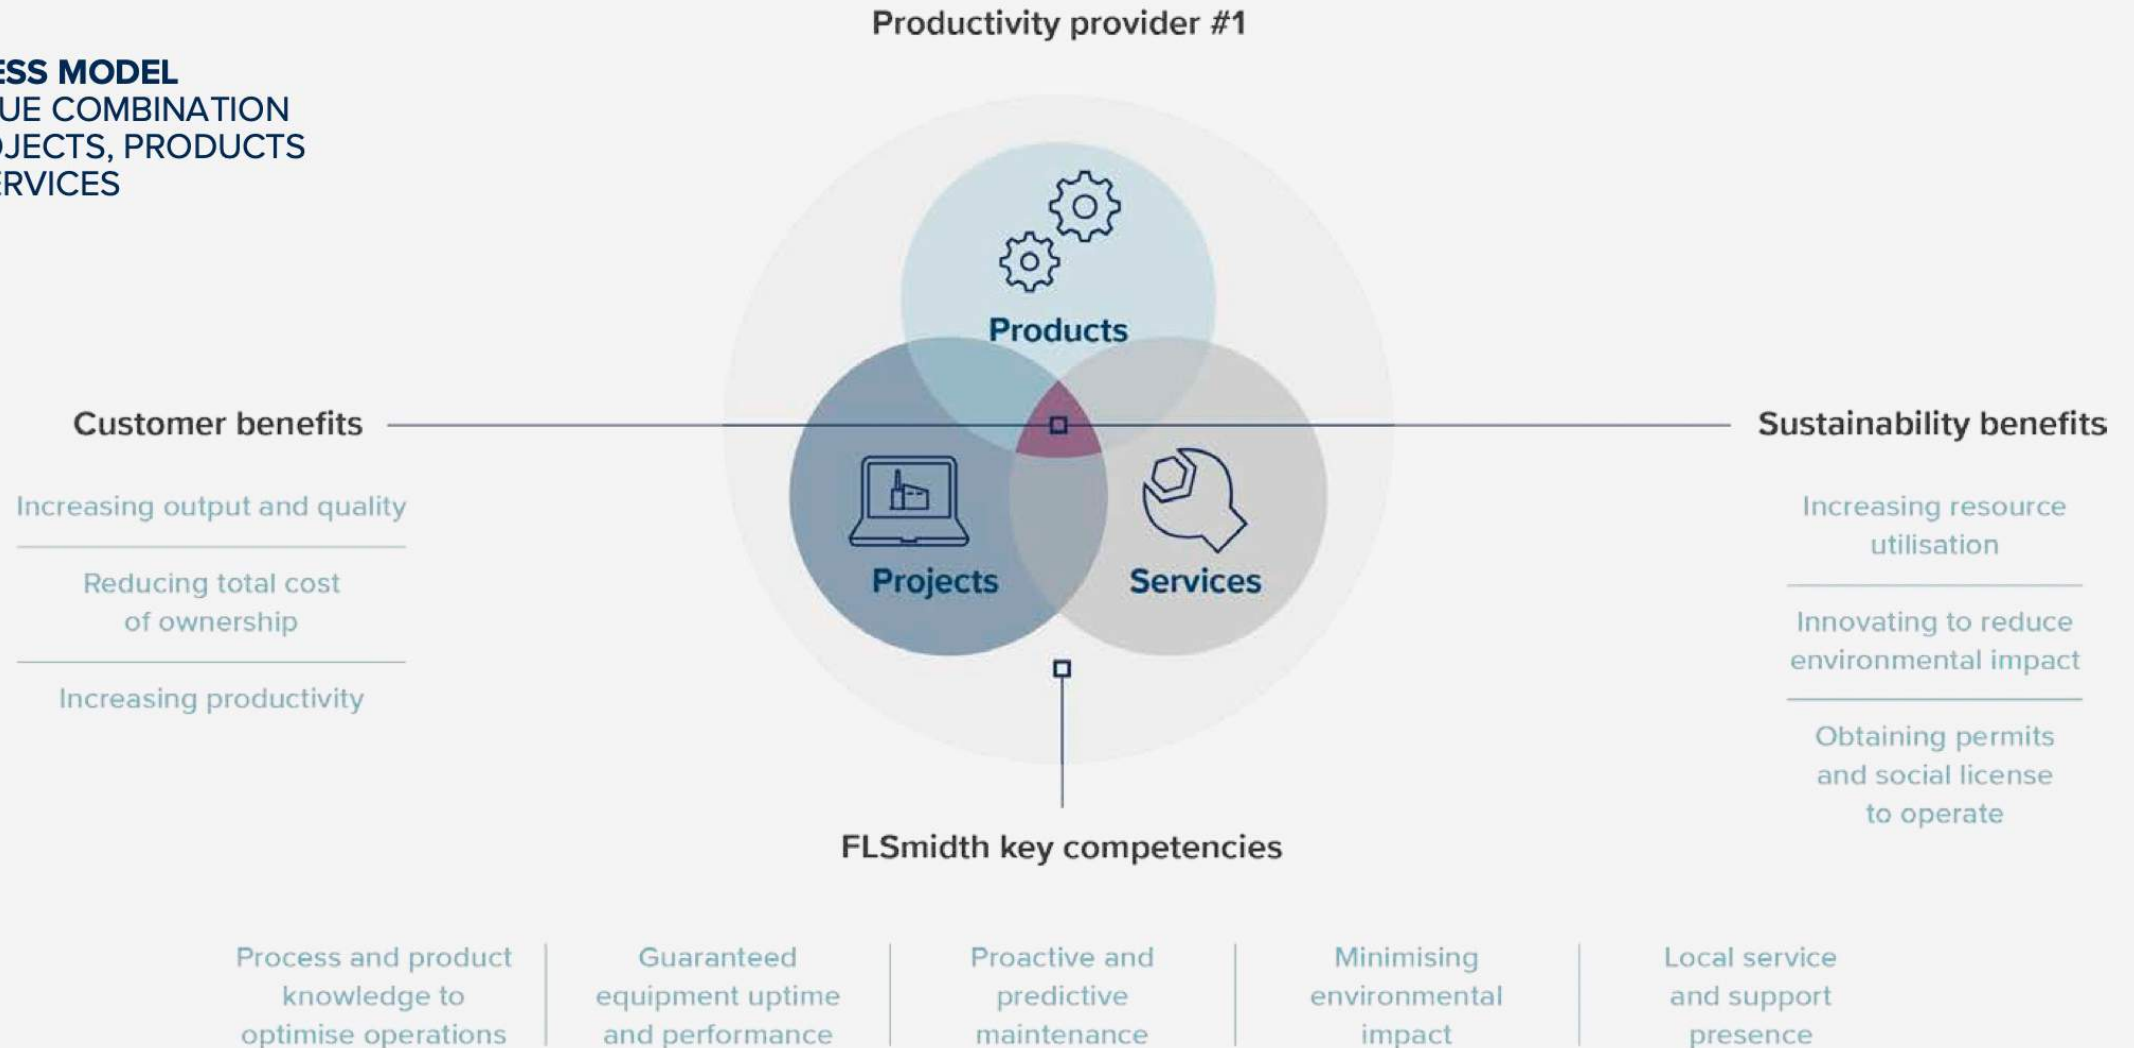 Productivity provider #1
ESS MODEL
UE COMBINATION
OJECTS, PRODUCTS
ERVICES
Products
Projects
Services
Customer benefits
Increasing output and quality
Reducing total cost
of ownership
Increasing productivity
Sustainability benefits
Increasing resource
utilisation
Innovating to reduce
environmental impact
Obtaining permits
and social license
to operate
FLSmidth key competencies
Process and product
knowledge to
optimise operations
Guaranteed
equipment uptime
and performance
Proactive and
predictive
maintenance
Minimising
environmental
impact
Local service
and support
presence